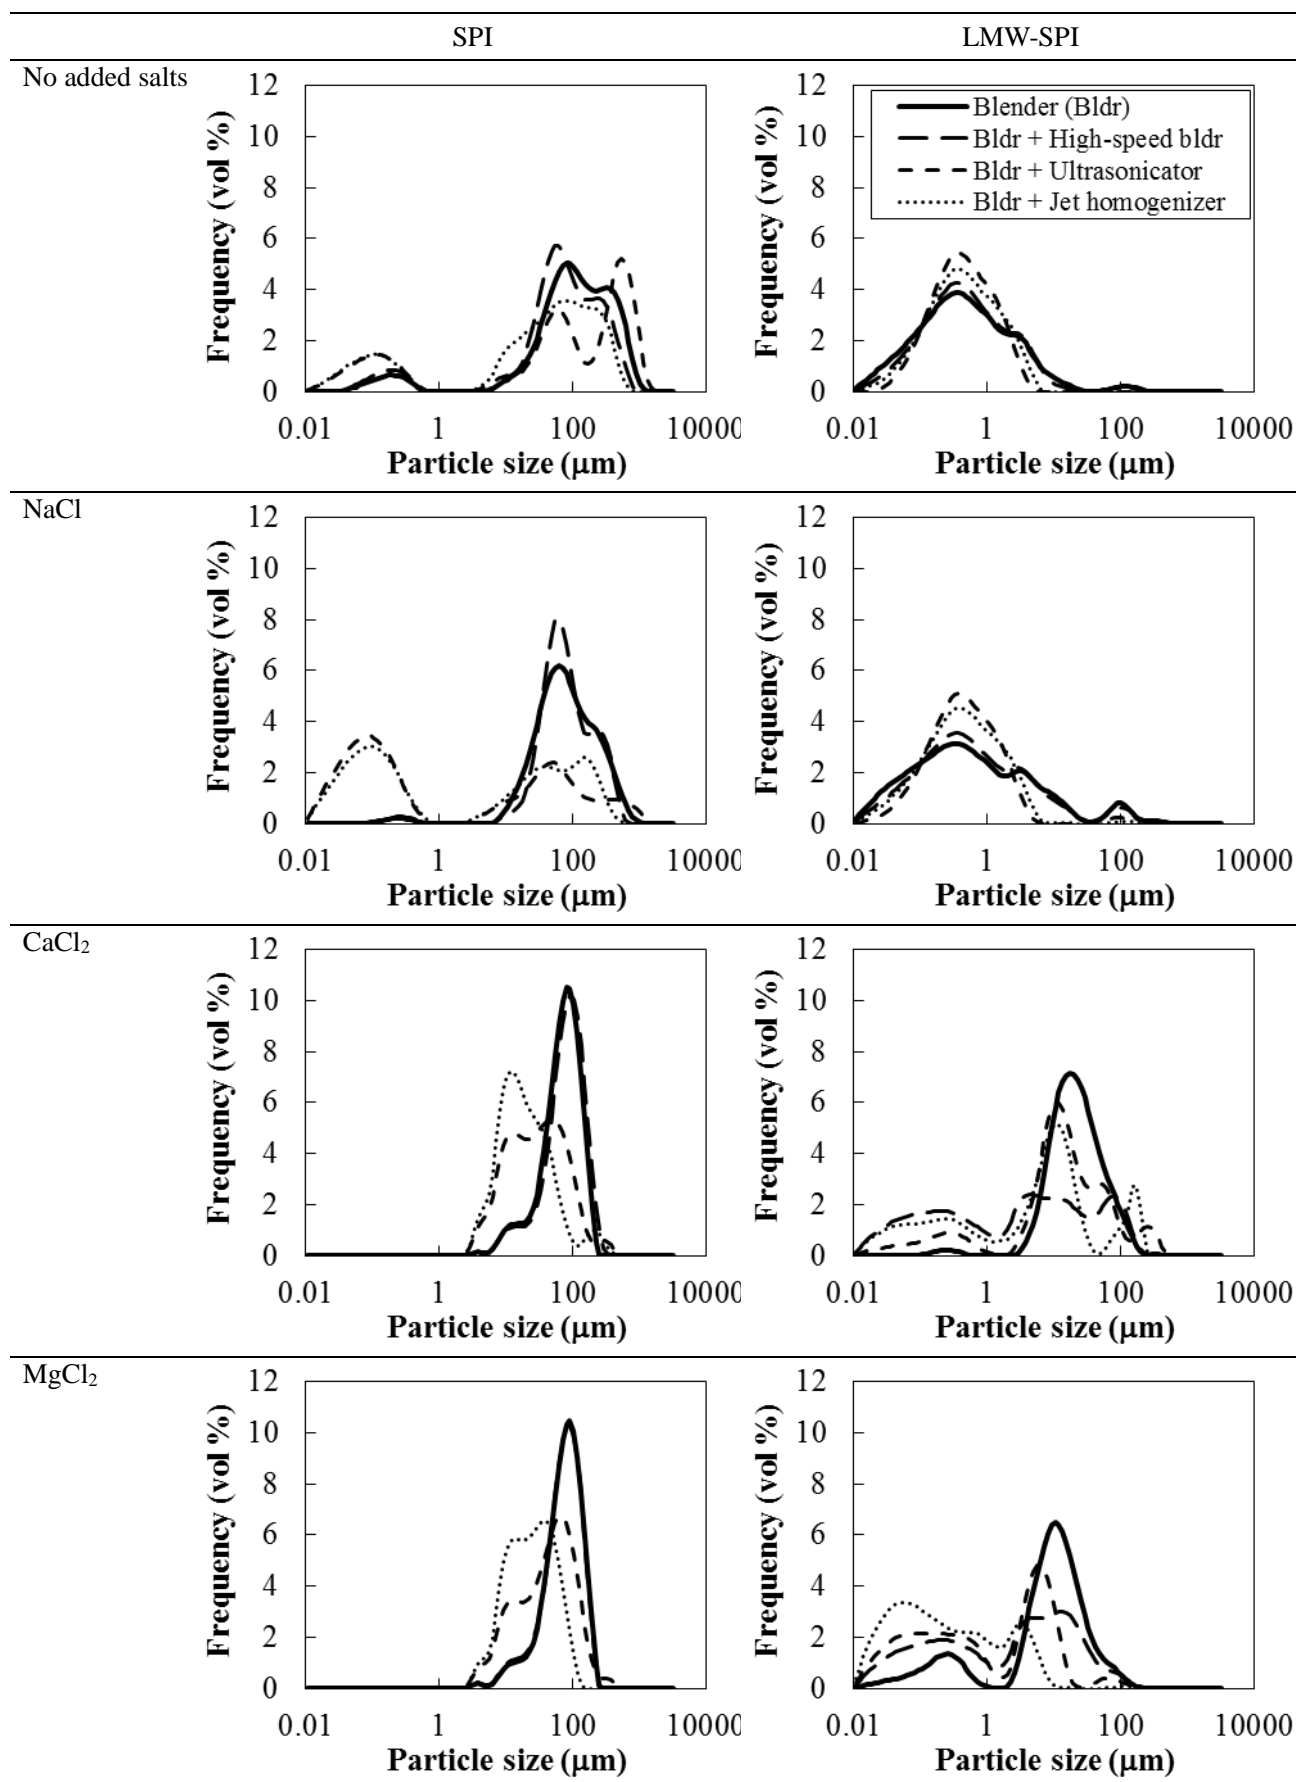 SPI LMW-SPI
No added salts
12
10
8
6
4
2
0
Frequency (vol %)
0.01 1 100 10000
Particle size (μm)
12
10
8
6
4
2
0
Frequency (vol %)
Blender (Bldr)
Bldr + High-speed bldr
Bldr + Ultrasonicator
Bldr + Jet homogenizer
0.01 1 100 10000
Particle size (μm)
NaCl
12
10
8
6
4
2
0
Frequency (vol %)
0.01 1 100 10000
Particle size (μm)
12
10
8
6
4
2
0
Frequency (vol %)
0.01 1 100 10000
Particle size (μm)
CaCl₂
12
10
8
6
4
2
0
Frequency (vol %)
0.01 1 100 10000
Particle size (μm)
12
10
8
6
4
2
0
Frequency (vol %)
0.01 1 100 10000
Particle size (μm)
MgCl₂
12
10
8
6
4
2
0
Frequency (vol %)
0.01 1 100 10000
Particle size (μm)
12
10
8
6
4
2
0
Frequency (vol %)
0.01 1 100 10000
Particle size (μm)